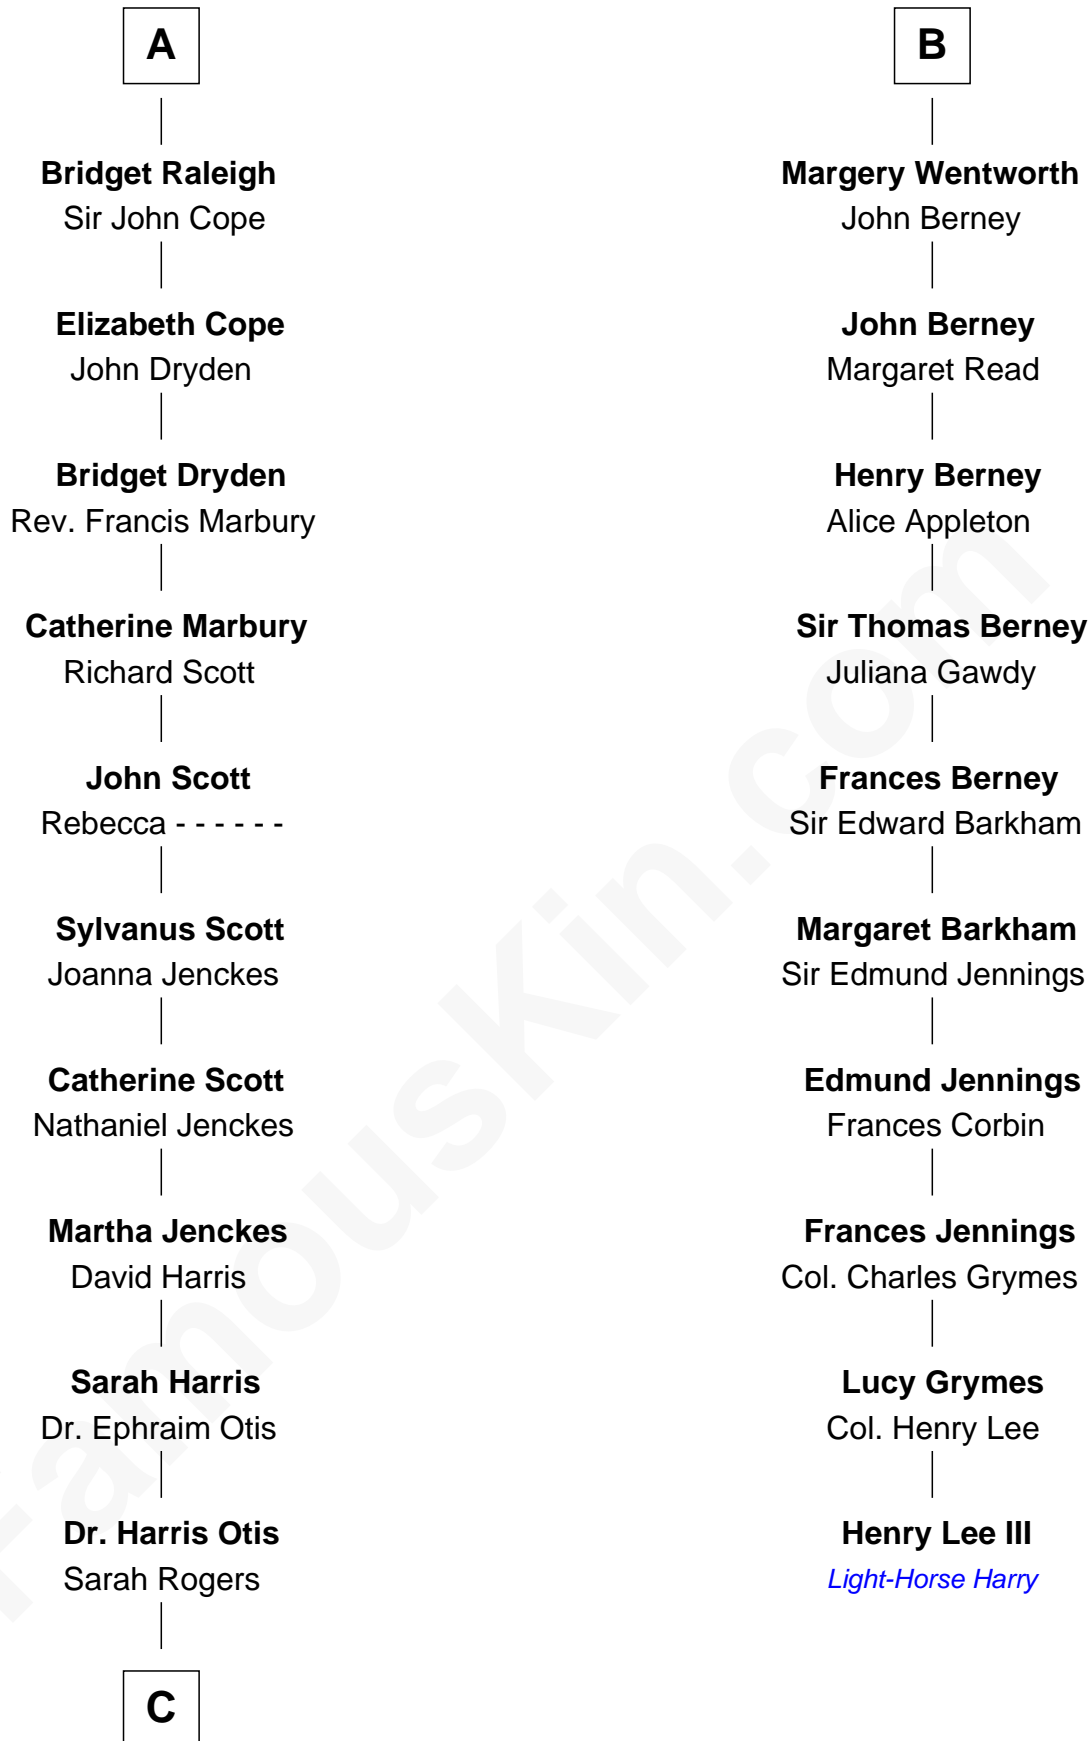 A
Bridget Raleigh
Sir John Cope
Elizabeth Cope
John Dryden
Bridget Dryden
Rev. Francis Marbury
Catherine Marbury
Richard Scott
John Scott
Rebecca - - - - - -
Sylvanus Scott
Joanna Jenckes
Catherine Scott
Nathaniel Jenckes
Martha Jenckes
David Harris
Sarah Harris
Dr. Ephraim Otis
Dr. Harris Otis
Sarah Rogers
C
B
Margery Wentworth
John Berney
John Berney
Margaret Read
Henry Berney
Alice Appleton
Sir Thomas Berney
Juliana Gawdy
Frances Berney
Sir Edward Barkham
Margaret Barkham
Sir Edmund Jennings
Edmund Jennings
Frances Corbin
Frances Jennings
Col. Charles Grymes
Lucy Grymes
Col. Henry Lee
Henry Lee III
Light-Horse Harry
FamousKin.com